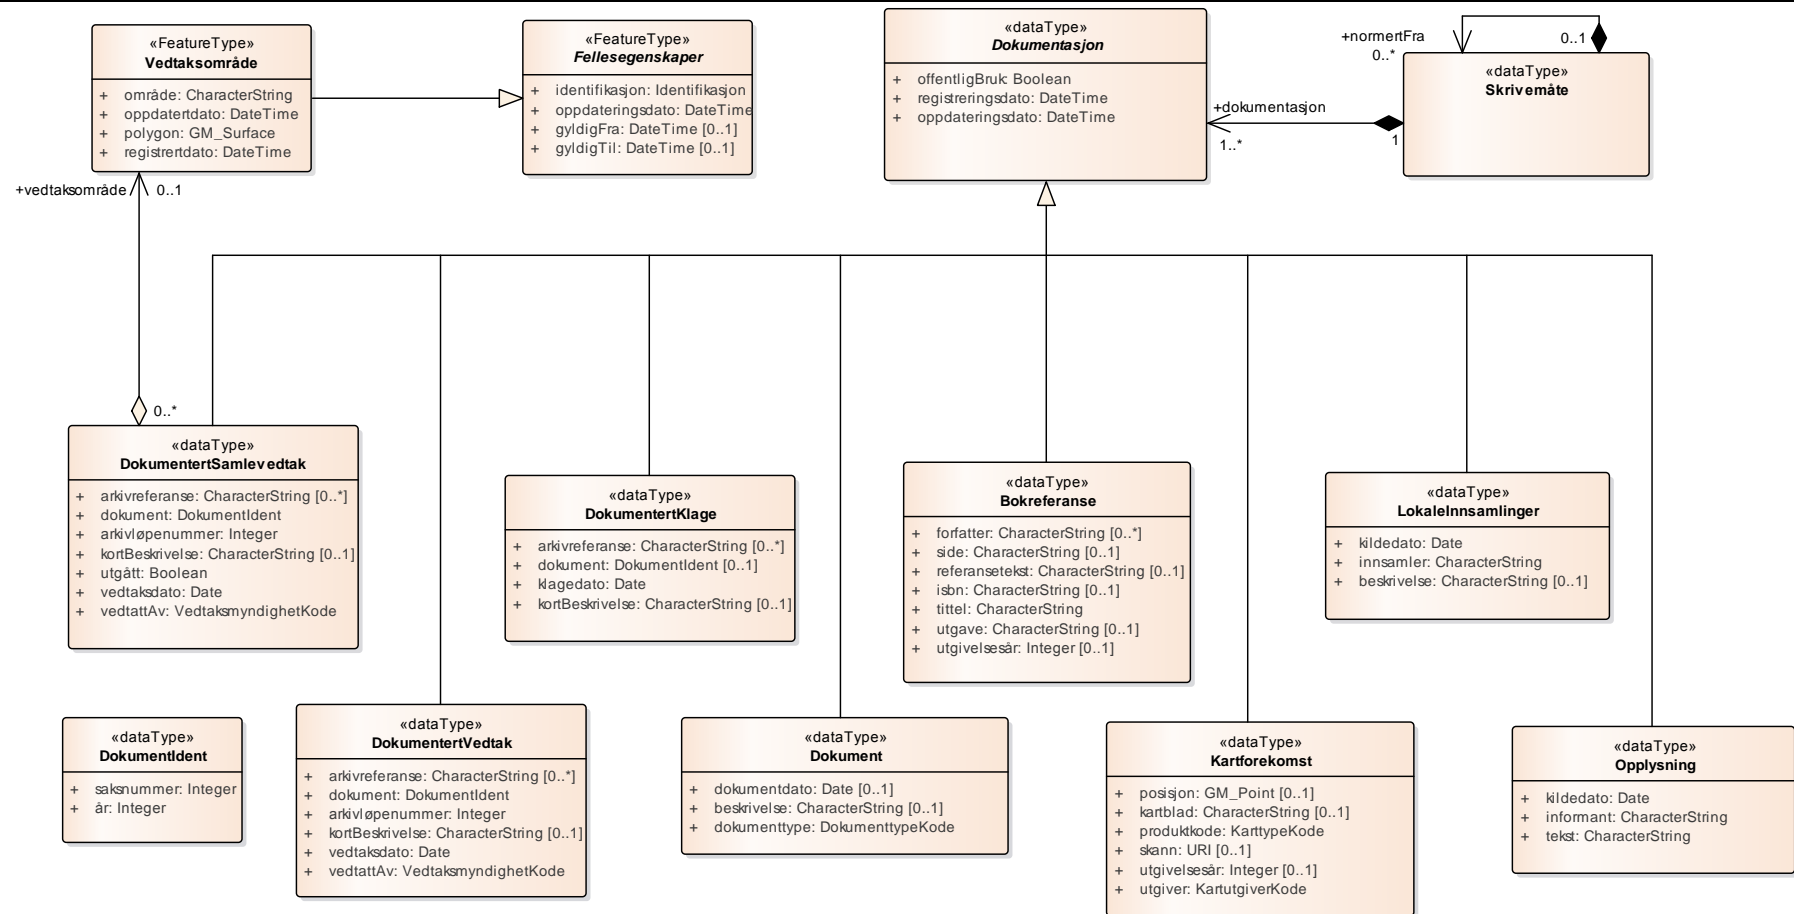 «FeatureType»
Vedtaksområde
+ område: CharacterString
+ oppdatertdato: DateTime
+ polygon: GM_Surface
+ registrertdato: DateTime
«FeatureType»
Fellesegenskaper
+ identifikasjon: Identifikasjon
+ oppdateringsdato: DateTime
+ gyldigFra: DateTime [0..1]
+ gyldigTil: DateTime [0..1]
«dataType»
Dokumentasjon
+ offentligBruk: Boolean
+ registreringsdato: DateTime
+ oppdateringsdato: DateTime
+normertFra
0..*
0..1
«dataType»
Skrivemåte
+dokumentasjon
1..*
1
+vedtaksområde
0..1
0..*
«dataType»
DokumentertSamlevedtak
+ arkivreferanse: CharacterString [0..*]
+ dokument: DokumentIdent
+ arkivløpenummer: Integer
+ kortBeskrivelse: CharacterString [0..1]
+ utgått: Boolean
+ vedtaksdato: Date
+ vedtattAv: VedtaksmyndighetKode
«dataType»
DokumentertKlage
+ arkivreferanse: CharacterString [0..*]
+ dokument: DokumentIdent [0..1]
+ klagedato: Date
+ kortBeskrivelse: CharacterString [0..1]
«dataType»
Bokreferanse
+ forfatter: CharacterString [0..*]
+ side: CharacterString [0..1]
+ referansetekst: CharacterString [0..1]
+ isbn: CharacterString [0..1]
+ tittel: CharacterString
+ utgave: CharacterString [0..1]
+ utgivelsesår: Integer [0..1]
«dataType»
LokaleInnsamlinger
+ kildedato: Date
+ innsamler: CharacterString
+ beskrivelse: CharacterString [0..1]
«dataType»
DokumentIdent
+ saksnummer: Integer
+ år: Integer
«dataType»
DokumentertVedtak
+ arkivreferanse: CharacterString [0..*]
+ dokument: DokumentIdent
+ arkivløpenummer: Integer
+ kortBeskrivelse: CharacterString [0..1]
+ vedtaksdato: Date
+ vedtattAv: VedtaksmyndighetKode
«dataType»
Dokument
+ dokumentdato: Date [0..1]
+ beskrivelse: CharacterString [0..1]
+ dokumenttype: DokumenttypeKode
«dataType»
Kartforekomst
+ posisjon: GM_Point [0..1]
+ kartblad: CharacterString [0..1]
+ produktkode: KarttypeKode
+ skann: URI [0..1]
+ utgivelsesår: Integer [0..1]
+ utgiver: KartutgiverKode
«dataType»
Opplysning
+ kildedato: Date
+ informant: CharacterString
+ tekst: CharacterString